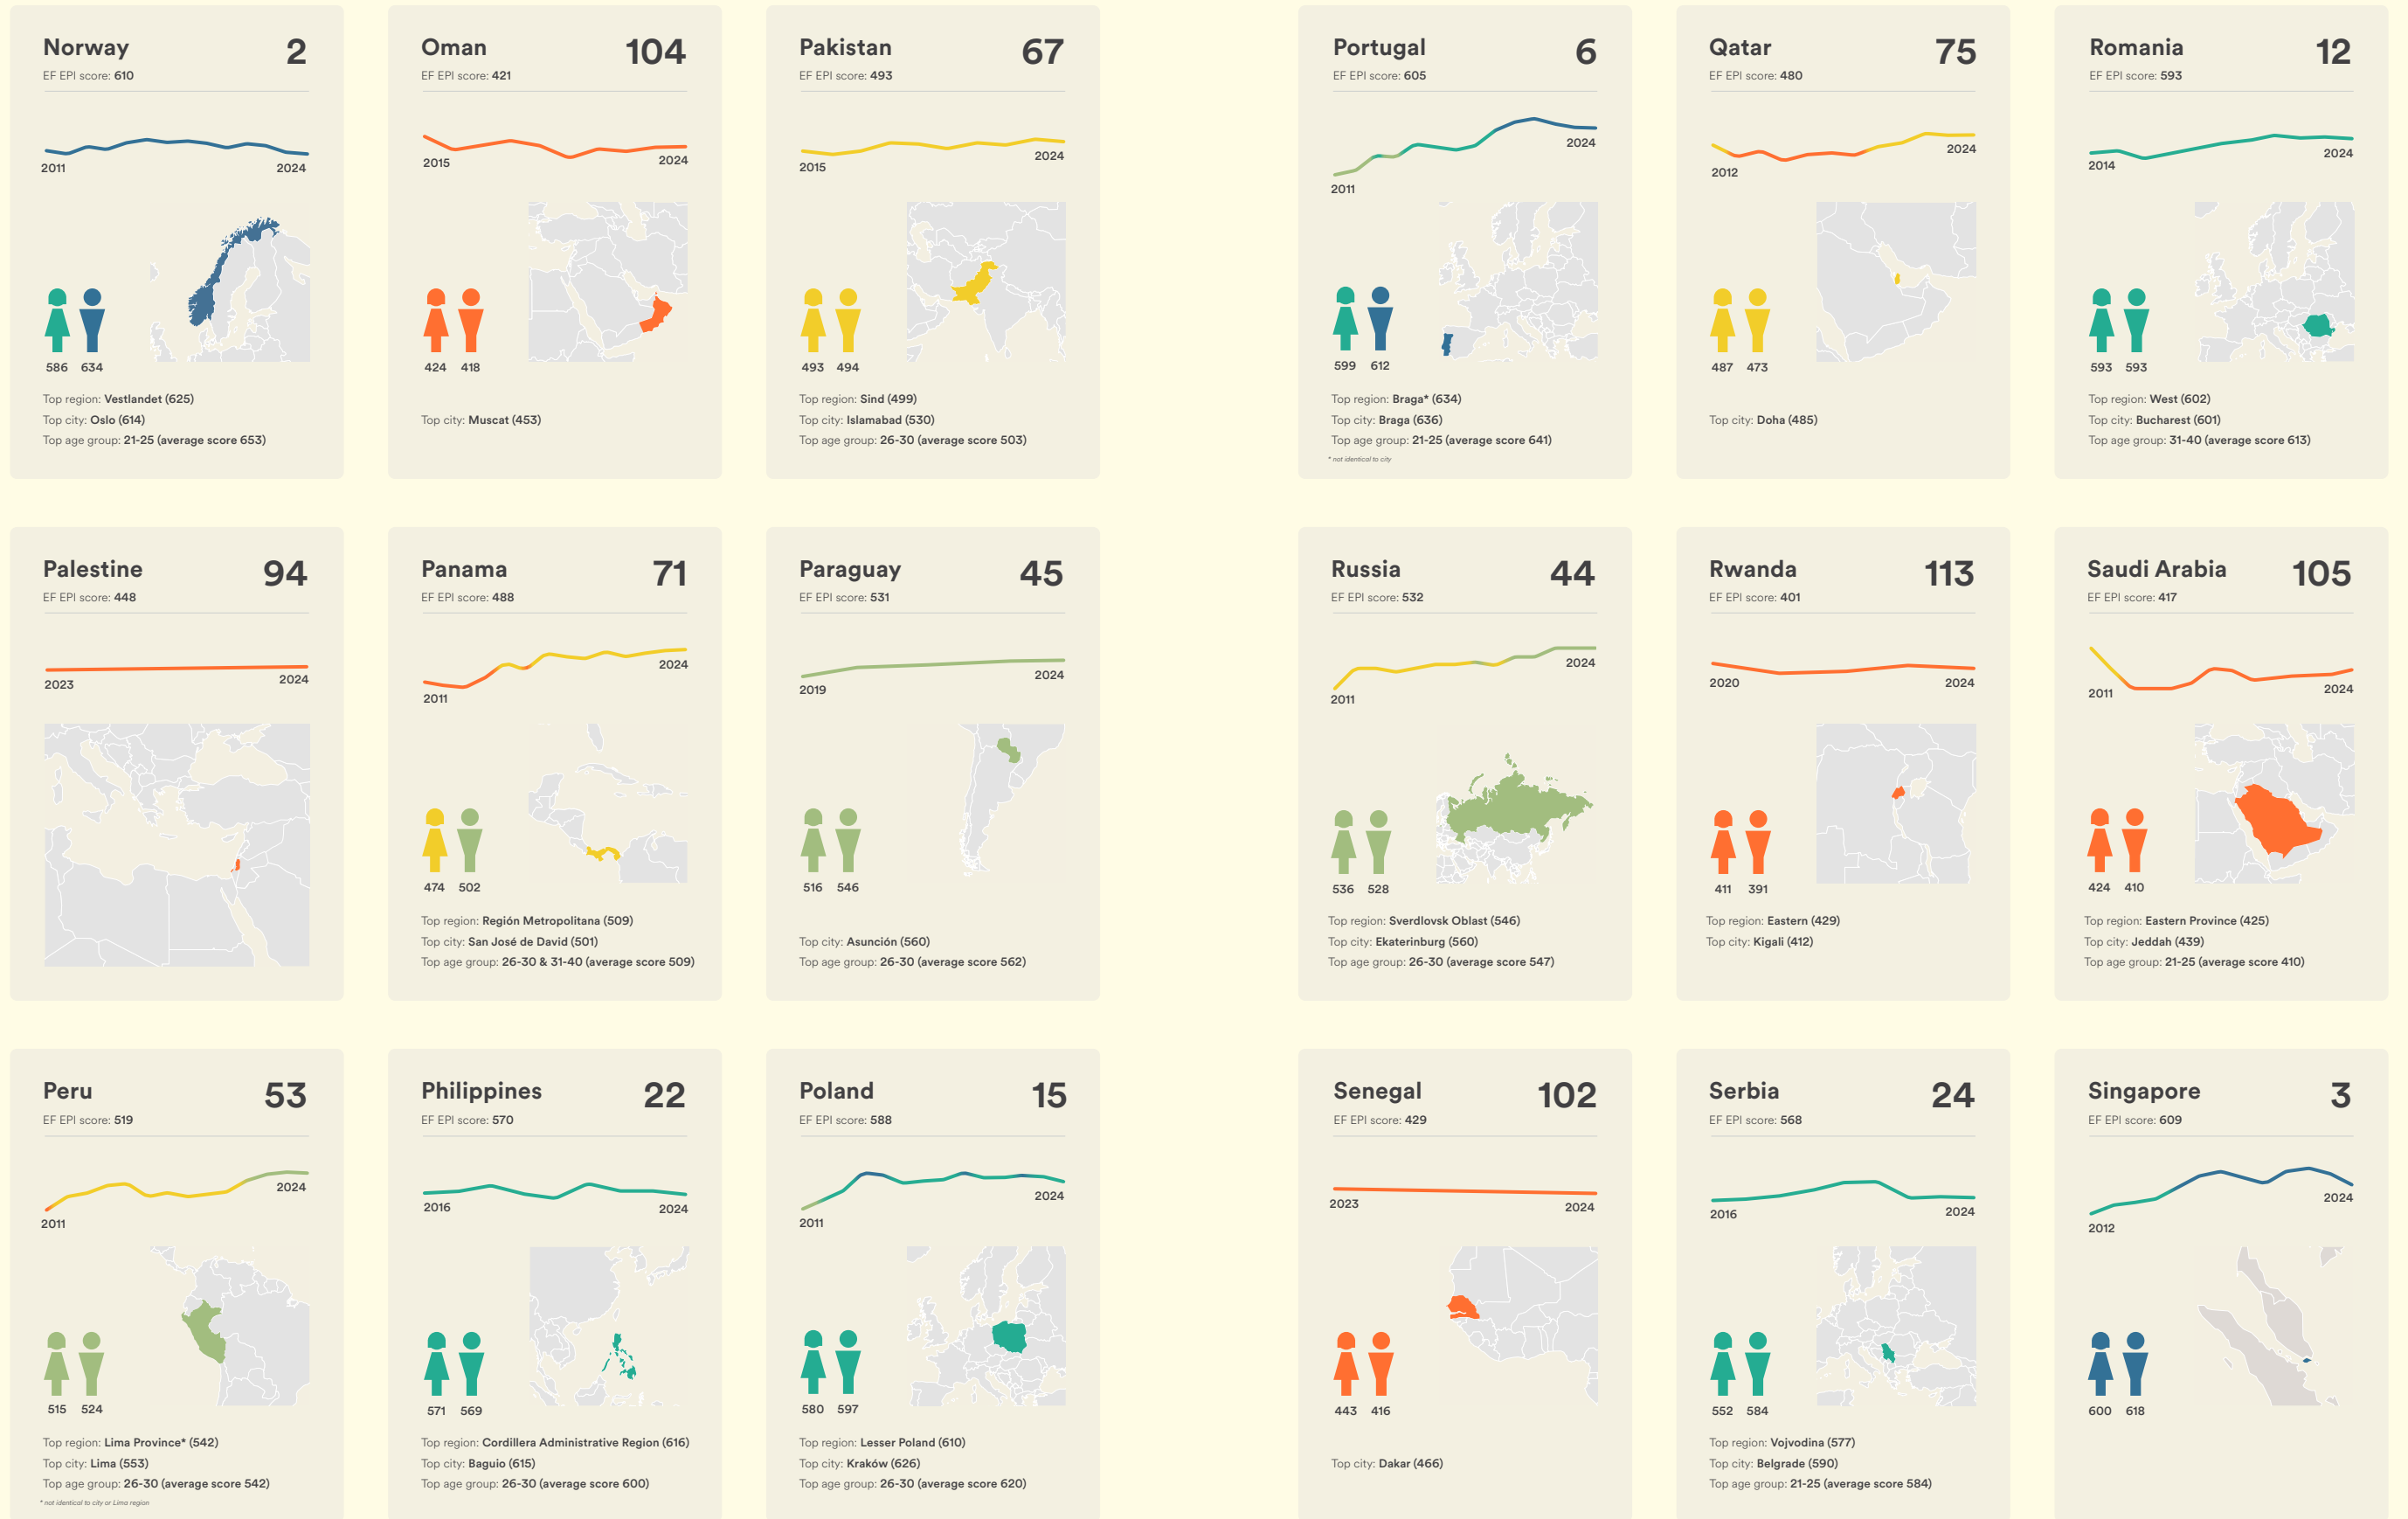 Norway 2
EF EPI score: 610
2011 2024
586 634
Top region: Vestlandet (625)
Top city: Oslo (614)
Top age group: 21-25 (average score 653)
Oman 104
EF EPI score: 421
2015 2024
424 418
Top city: Muscat (453)
Pakistan 67
EF EPI score: 493
2015 2024
493 494
Top region: Sind (499)
Top city: Islamabad (530)
Top age group: 26-30 (average score 503)
Portugal 6
EF EPI score: 605
2011 2024
599 612
Top region: Braga* (634)
Top city: Braga (636)
Top age group: 21-25 (average score 641)
* not identical to city
Qatar 75
EF EPI score: 480
2012 2024
487 473
Top city: Doha (485)
Romania 12
EF EPI score: 593
2014 2024
593 593
Top region: West (602)
Top city: Bucharest (601)
Top age group: 31-40 (average score 613)
Palestine 94
EF EPI score: 448
2023 2024
Panama 71
EF EPI score: 488
2011 2024
474 502
Top region: Región Metropolitana (509)
Top city: San José de David (501)
Top age group: 26-30 & 31-40 (average score 509)
Paraguay 45
EF EPI score: 531
2019 2024
516 546
Top city: Asunción (560)
Top age group: 26-30 (average score 562)
Russia 44
EF EPI score: 532
2011 2024
536 528
Top region: Sverdlovsk Oblast (546)
Top city: Ekaterinburg (560)
Top age group: 26-30 (average score 547)
Rwanda 113
EF EPI score: 401
2020 2024
411 391
Top region: Eastern (429)
Top city: Kigali (412)
Saudi Arabia 105
EF EPI score: 417
2011 2024
424 410
Top region: Eastern Province (425)
Top city: Jeddah (439)
Top age group: 21-25 (average score 410)
Peru 53
EF EPI score: 519
2011 2024
515 524
Top region: Lima Province* (542)
Top city: Lima (553)
Top age group: 26-30 (average score 542)
* not identical to city or Lima region
Philippines 22
EF EPI score: 570
2016 2024
571 569
Top region: Cordillera Administrative Region (616)
Top city: Baguio (615)
Top age group: 26-30 (average score 600)
Poland 15
EF EPI score: 588
2011 2024
580 597
Top region: Lesser Poland (610)
Top city: Kraków (626)
Top age group: 26-30 (average score 620)
Senegal 102
EF EPI score: 429
2023 2024
443 416
Top city: Dakar (466)
Serbia 24
EF EPI score: 568
2016 2024
552 584
Top region: Vojvodina (577)
Top city: Belgrade (590)
Top age group: 21-25 (average score 584)
Singapore 3
EF EPI score: 609
2012 2024
600 618